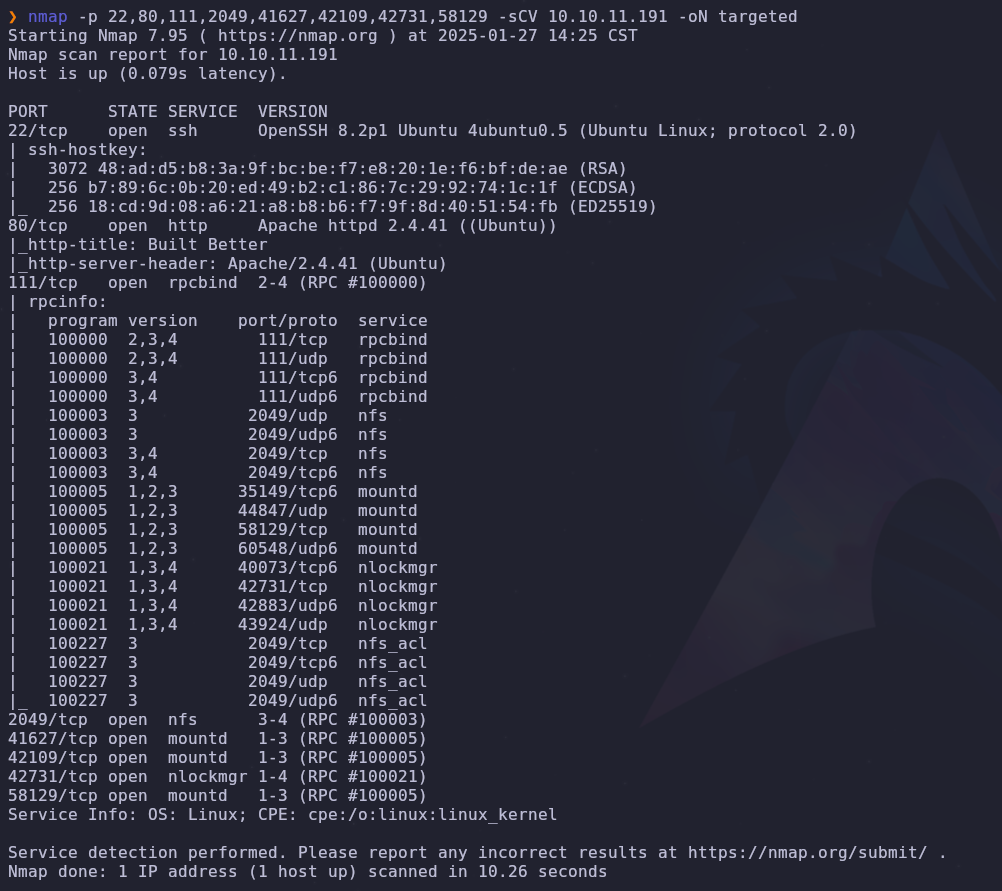 ❯ nmap -p 22,80,111,2049,41627,42109,42731,58129 -sCV 10.10.11.191 -oN targeted
Starting Nmap 7.95 ( https://nmap.org ) at 2025-01-27 14:25 CST
Nmap scan report for 10.10.11.191
Host is up (0.079s latency).

PORT      STATE SERVICE  VERSION
22/tcp    open  ssh      OpenSSH 8.2p1 Ubuntu 4ubuntu0.5 (Ubuntu Linux; protocol 2.0)
| ssh-hostkey:
|   3072 48:ad:d5:b8:3a:9f:bc:be:f7:e8:20:1e:f6:bf:de:ae (RSA)
|   256 b7:89:6c:0b:20:ed:49:b2:c1:86:7c:29:92:74:1c:1f (ECDSA)
|_  256 18:cd:9d:08:a6:21:a8:b8:b6:f7:9f:8d:40:51:54:fb (ED25519)
80/tcp    open  http     Apache httpd 2.4.41 ((Ubuntu))
|_http-title: Built Better
|_http-server-header: Apache/2.4.41 (Ubuntu)
111/tcp   open  rpcbind  2-4 (RPC #100000)
| rpcinfo:
|   program version    port/proto  service
|   100000  2,3,4        111/tcp   rpcbind
|   100000  2,3,4        111/udp   rpcbind
|   100000  3,4          111/tcp6  rpcbind
|   100000  3,4          111/udp6  rpcbind
|   100003  3           2049/udp   nfs
|   100003  3           2049/udp6  nfs
|   100003  3,4         2049/tcp   nfs
|   100003  3,4         2049/tcp6  nfs
|   100005  1,2,3      35149/tcp6  mountd
|   100005  1,2,3      44847/udp   mountd
|   100005  1,2,3      58129/tcp   mountd
|   100005  1,2,3      60548/udp6  mountd
|   100021  1,3,4      40073/tcp6  nlockmgr
|   100021  1,3,4      42731/tcp   nlockmgr
|   100021  1,3,4      42883/udp6  nlockmgr
|   100021  1,3,4      43924/udp   nlockmgr
|   100227  3           2049/tcp   nfs_acl
|   100227  3           2049/tcp6  nfs_acl
|   100227  3           2049/udp   nfs_acl
|_  100227  3           2049/udp6  nfs_acl
2049/tcp  open  nfs      3-4 (RPC #100003)
41627/tcp open  mountd   1-3 (RPC #100005)
42109/tcp open  mountd   1-3 (RPC #100005)
42731/tcp open  nlockmgr 1-4 (RPC #100021)
58129/tcp open  mountd   1-3 (RPC #100005)
Service Info: OS: Linux; CPE: cpe:/o:linux:linux_kernel

Service detection performed. Please report any incorrect results at https://nmap.org/submit/ .
Nmap done: 1 IP address (1 host up) scanned in 10.26 seconds